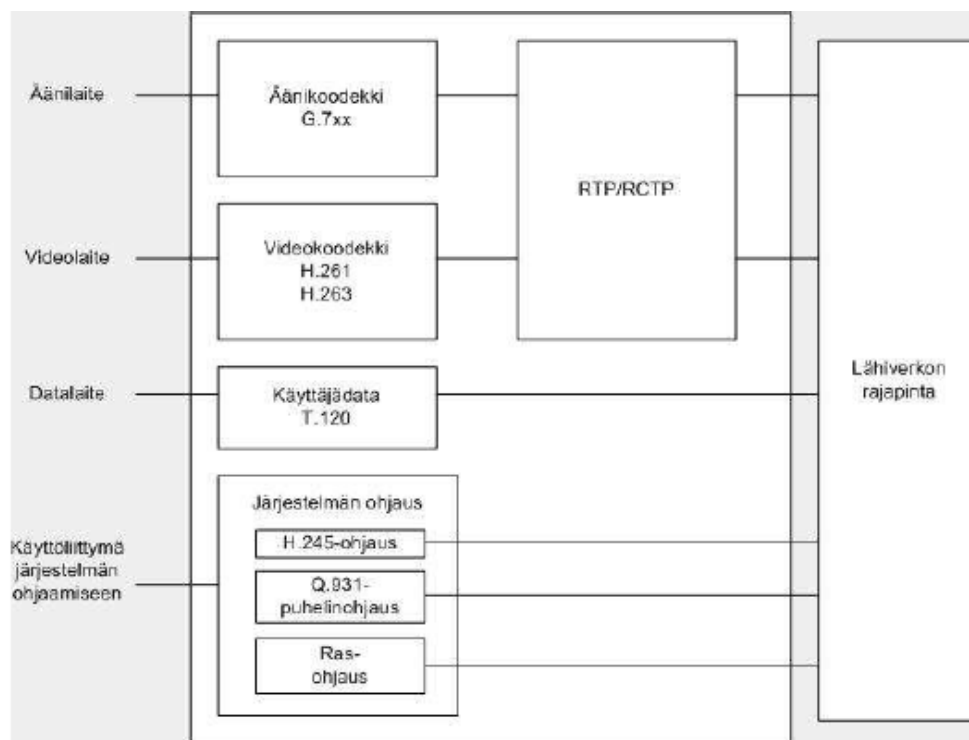 Äänilaite
Äänikoodekki
G.7xx
RTP/RCTP
Videolaite
Videokoodekki
H.261
H.263
Datalaite
Käyttäjädata
T.120
Lähiverkon
rajapinta
Käyttöliittymä
järjestelmän
ohjaamiseen
Järjestelmän ohjaus
H.245-ohjaus
Q.931-
puhelinohjaus
Ras-
ohjaus